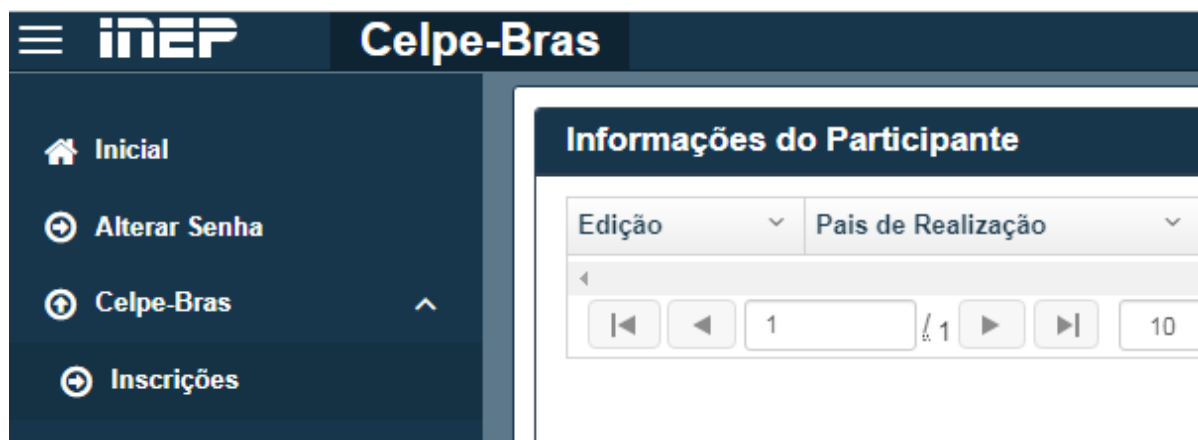 inep Celpe-Bras
Inicial
Alterar Senha
Celpe-Bras
Inscrições
Informações do Participante
Edição Pais de Realização
1 / 1 10